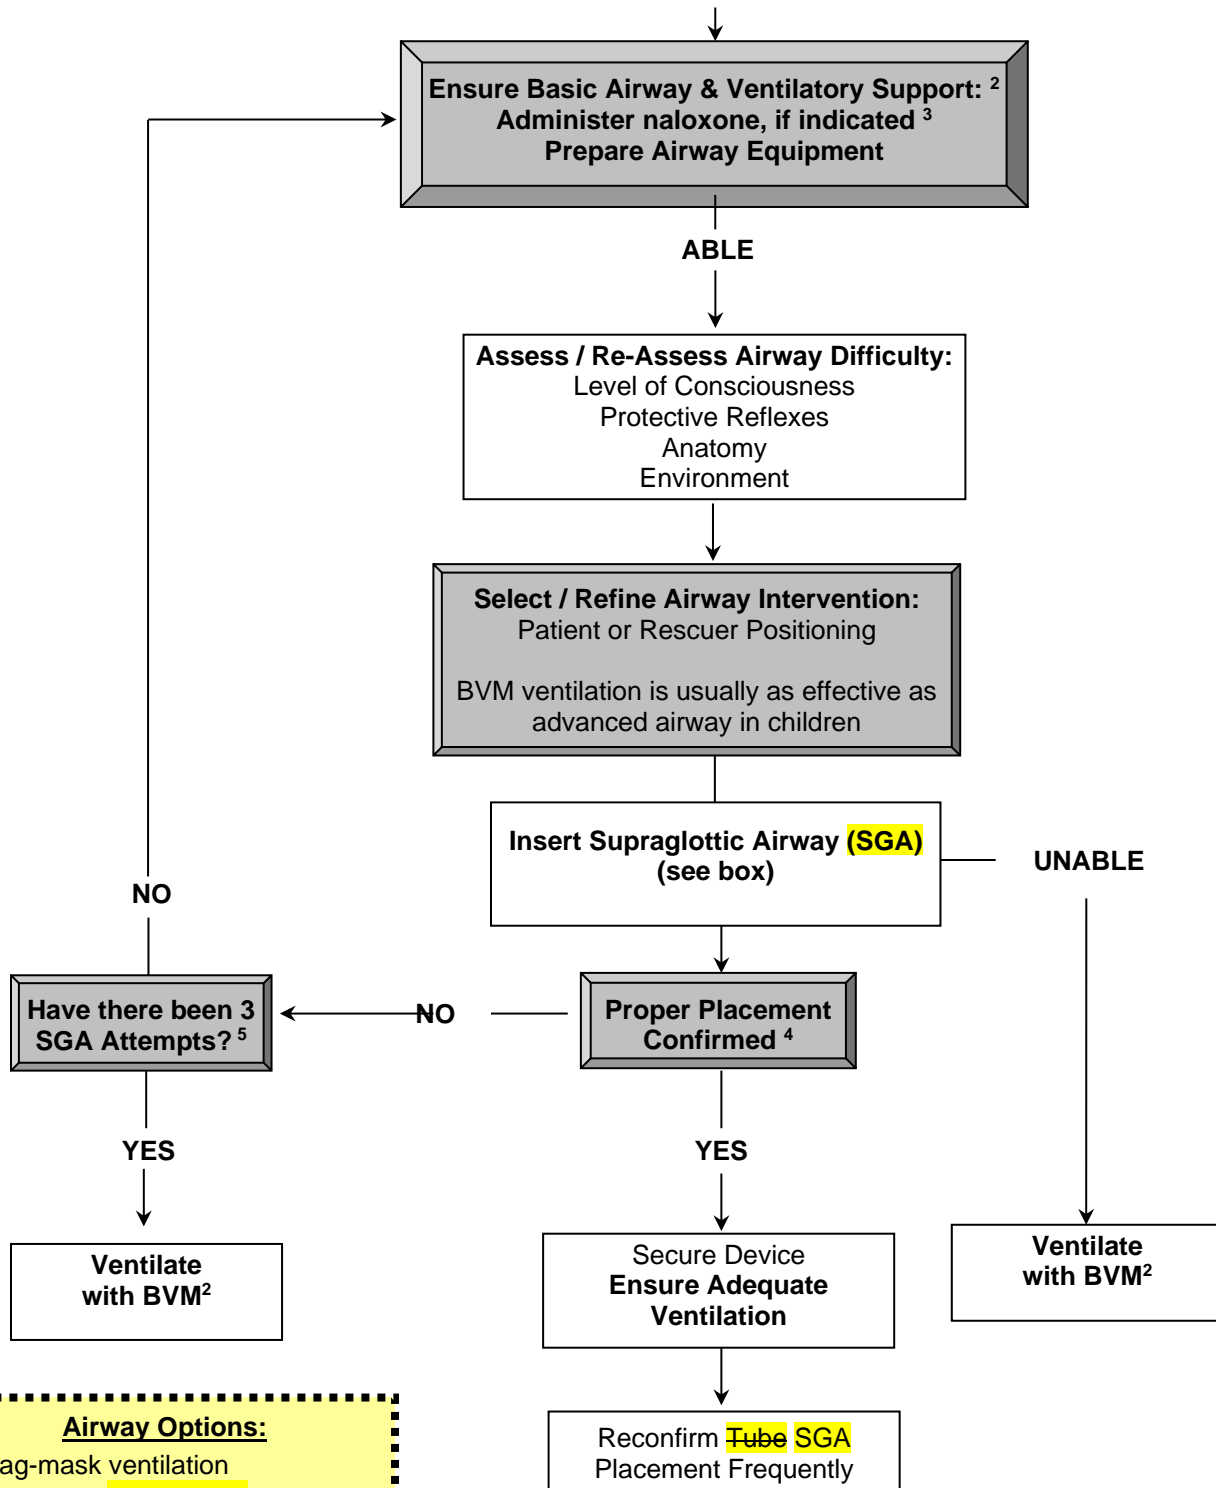 Ensure Basic Airway & Ventilatory Support: ²
Administer naloxone, if indicated ³
Prepare Airway Equipment
ABLE
Assess / Re-Assess Airway Difficulty:
Level of Consciousness
Protective Reflexes
Anatomy
Environment
Select / Refine Airway Intervention:
Patient or Rescuer Positioning
BVM ventilation is usually as effective as
advanced airway in children
Insert Supraglottic Airway (SGA)
(see box)
UNABLE
NO
Have there been 3
SGA Attempts? ⁵
NO
Proper Placement
Confirmed ⁴
YES
YES
Ventilate
with BVM²
Secure Device
Ensure Adequate
Ventilation
Ventilate
with BVM²
Airway Options:
ag-mask ventilation
Reconfirm Tube SGA
Placement Frequently